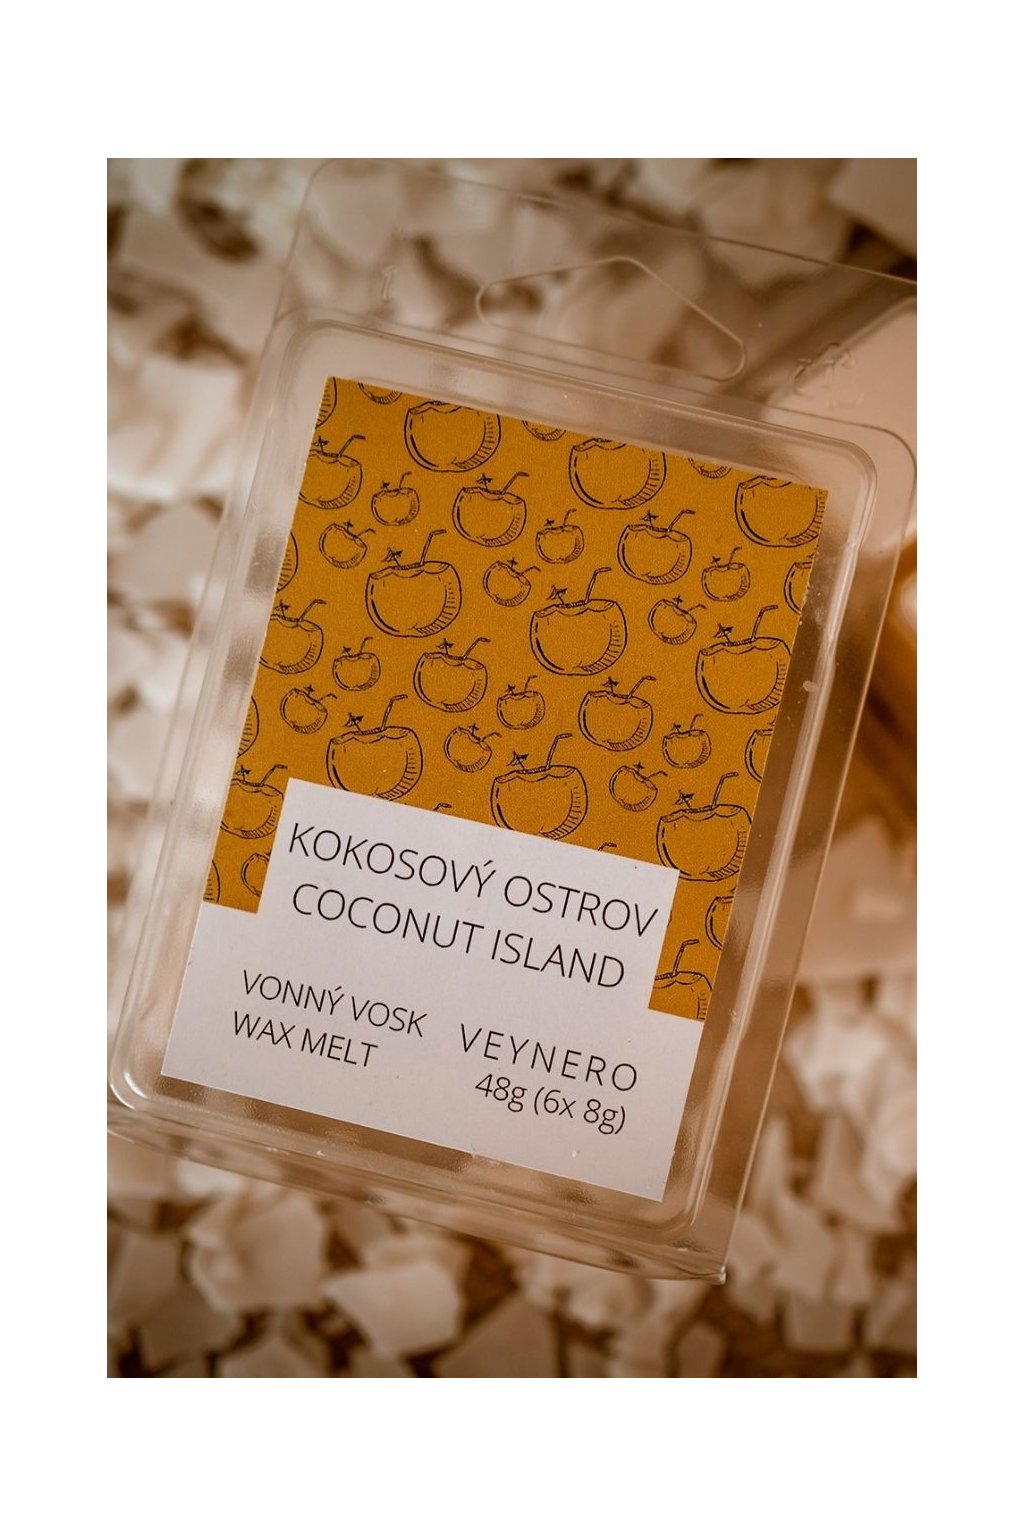 KOKOSOVÝ OSTROV
COCONUT ISLAND
VONNÝ VOSK
WAX MELT
VEYNERO
48g (6x 8g)